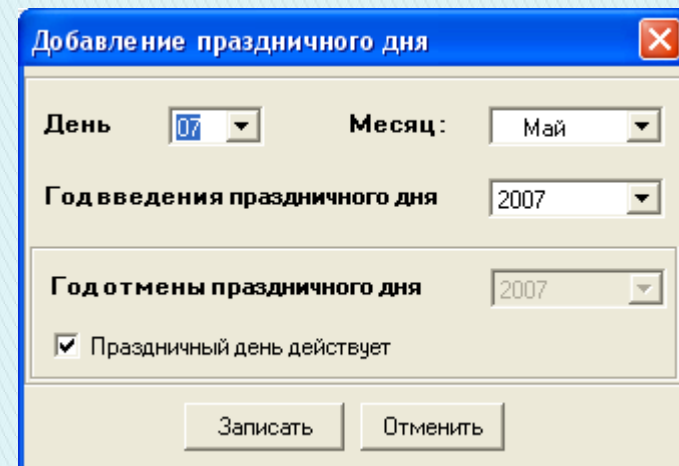 Добавление праздничного дня
День 07 Месяц: Май
Год введения праздничного дня 2007
Год отмены праздничного дня 2007
Праздничный день действует
Записать Отменить